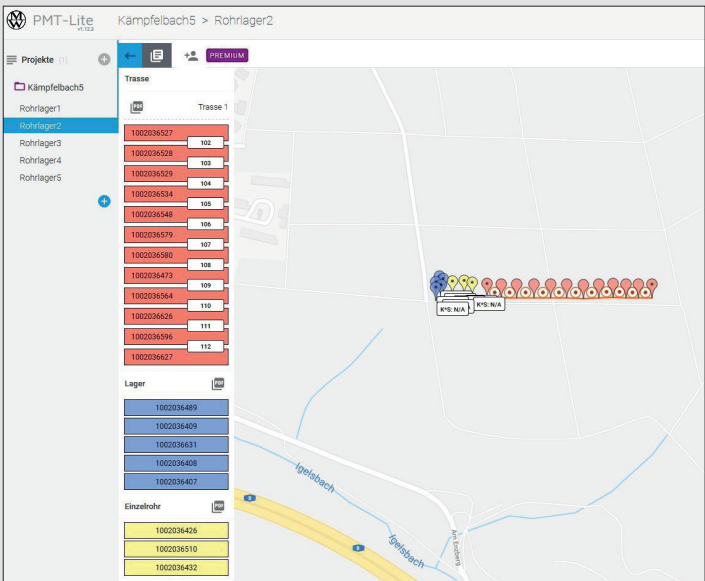 PMT-Lite
v1.12.3
Kämpfelbach5 > Rohrlager2
Projekte (1)
Kämpfelbach5
Rohrlager1
Rohrlager2
Rohrlager3
Rohrlager4
Rohrlager5
PREMIUM
Trasse
PDF
Trasse 1
1002036527
102
1002036528
103
1002036529
104
1002036534
105
1002036548
106
1002036579
107
1002036580
108
1002036473
109
1002036564
110
1002036626
111
1002036596
112
1002036627
Lager
PDF
1002036489
1002036409
1002036631
1002036408
1002036407
Einzelrohr
PDF
1002036426
1002036510
1002036432
K*S: N/A
K*S: N/A
Igelsbach
8
8
Igelsbach
Am Enzberg